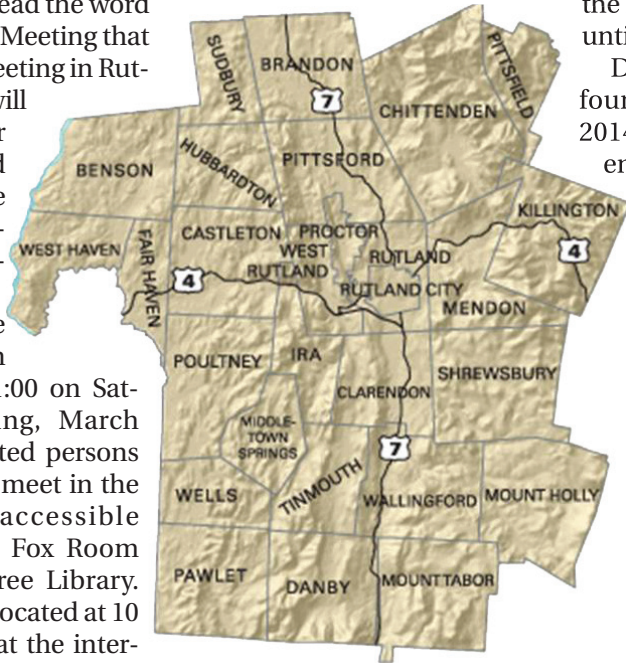 ead the word
Meeting that
eeting in Rut-
vill
r
d
e
-
-
e
n
:00 on Sat-
ng, March
ted persons
meet in the
accessible
Fox Room
ree Library.
ocated at 10
at the inter-
the
unti
D
four
2014
en
SUDBURY
BRANDON
7
CHITTENDEN
PITTSFIELD
BENSON
HUBBARDTON
PITTSFORD
KILLINGTON
WEST HAVEN
FAIR HAVEN
CASTLETON
PROCTOR
WEST
RUTLAND
RUTLAND
4
4
RUTLAND CITY
MENDON
POULTNEY
IRA
CLARENDON
SHREWSBURY
MIDDLE-
TOWN
SPRINGS
7
WELLS
TINMOUTH
WALLINGFORD
MOUNT HOLLY
PAWLET
DANBY
MOUNT TABOR